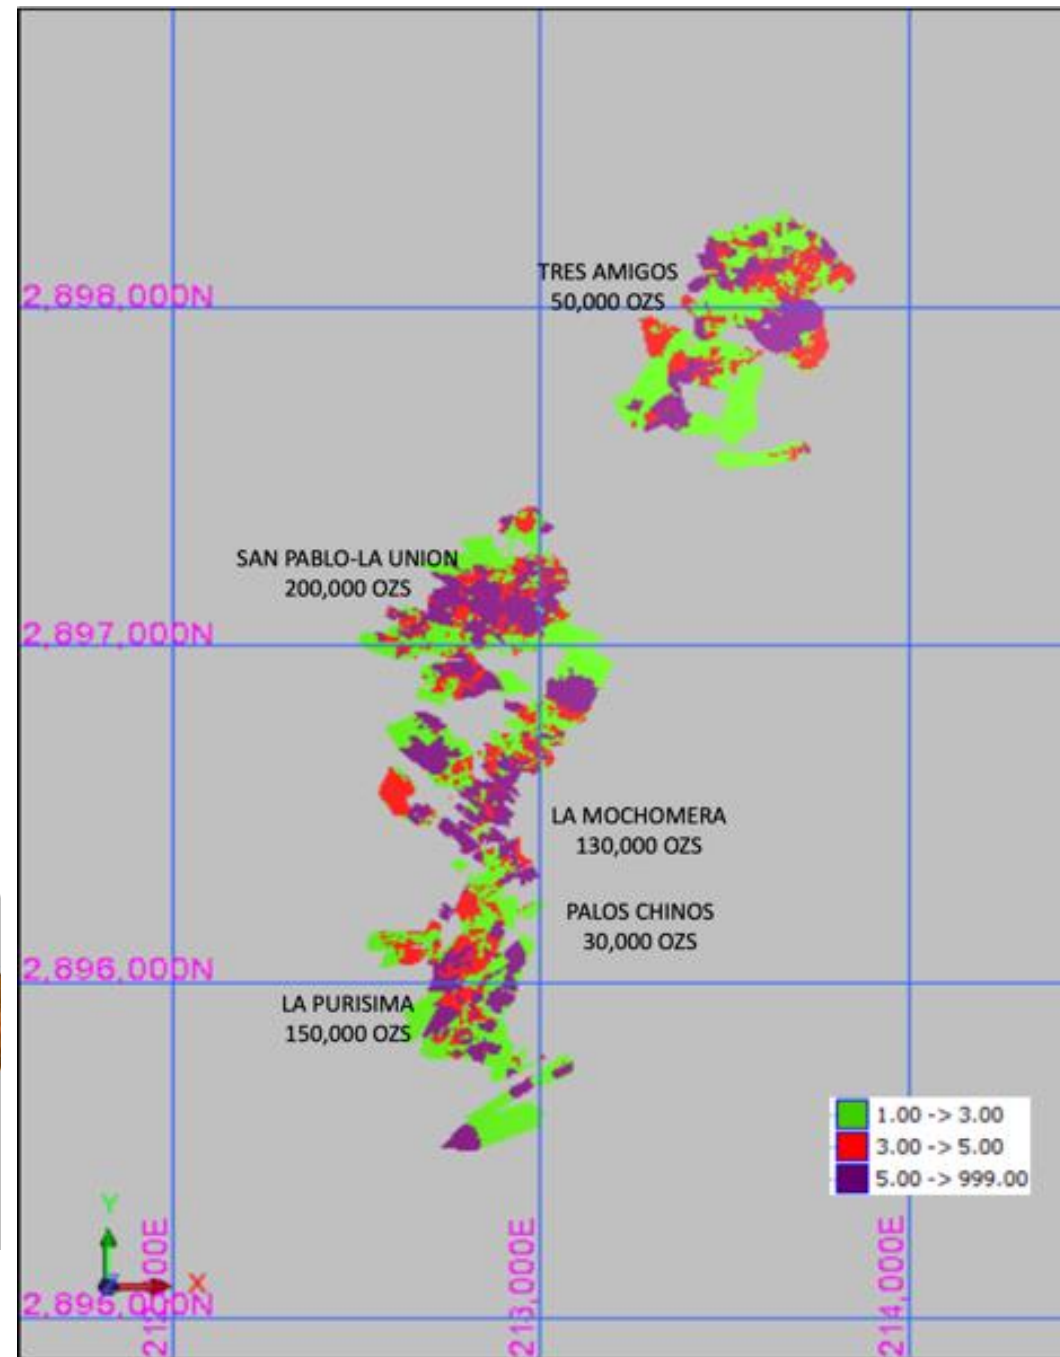 TRES AMIGOS
50,000 OZS
2,898,000N
SAN PABLO-LA UNION
200,000 OZS
2,897,000N
LA MOCHOMERA
130,000 OZS
PALOS CHINOS
30,000 OZS
2,896,000N
LA PURISIMA
150,000 OZS
1.00 -> 3.00
3.00 -> 5.00
5.00 -> 999.00
Y
X
2,895,000N
213,000E
214,000E